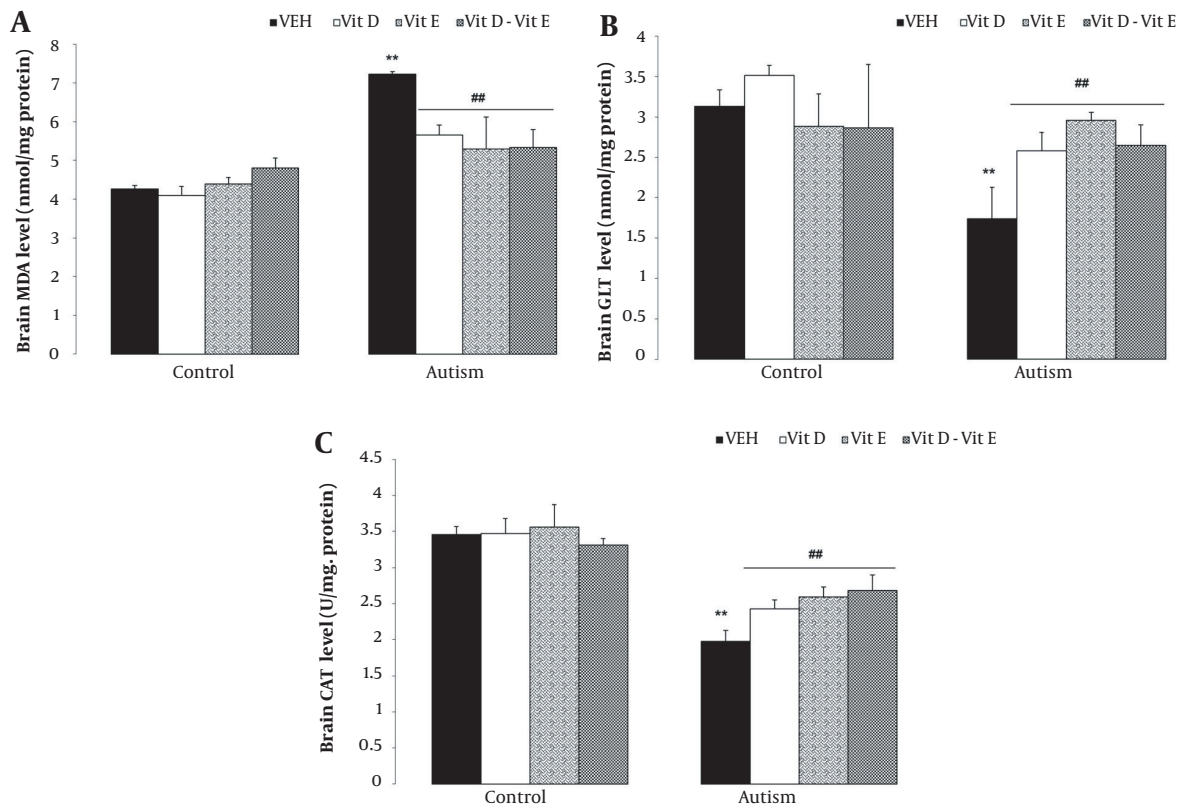 A
■VEH □Vit D Vit E Vit D - Vit E
Brain MDA level (nmol/mg protein)
8
7
6
5
4
3
2
1
0
**
##
Control
Autism
B
■VEH □Vit D Vit E Vit D - Vit E
Brain GLT level (nmol/mg protein)
4
3.5
3
2.5
2
1.5
1
0.5
0
**
##
Control
Autism
C
■VEH □Vit D Vit E Vit D - Vit E
Brain CAT level (U/mg. protein)
4.5
4
3.5
3
2.5
2
1.5
1
0.5
0
**
##
Control
Autism